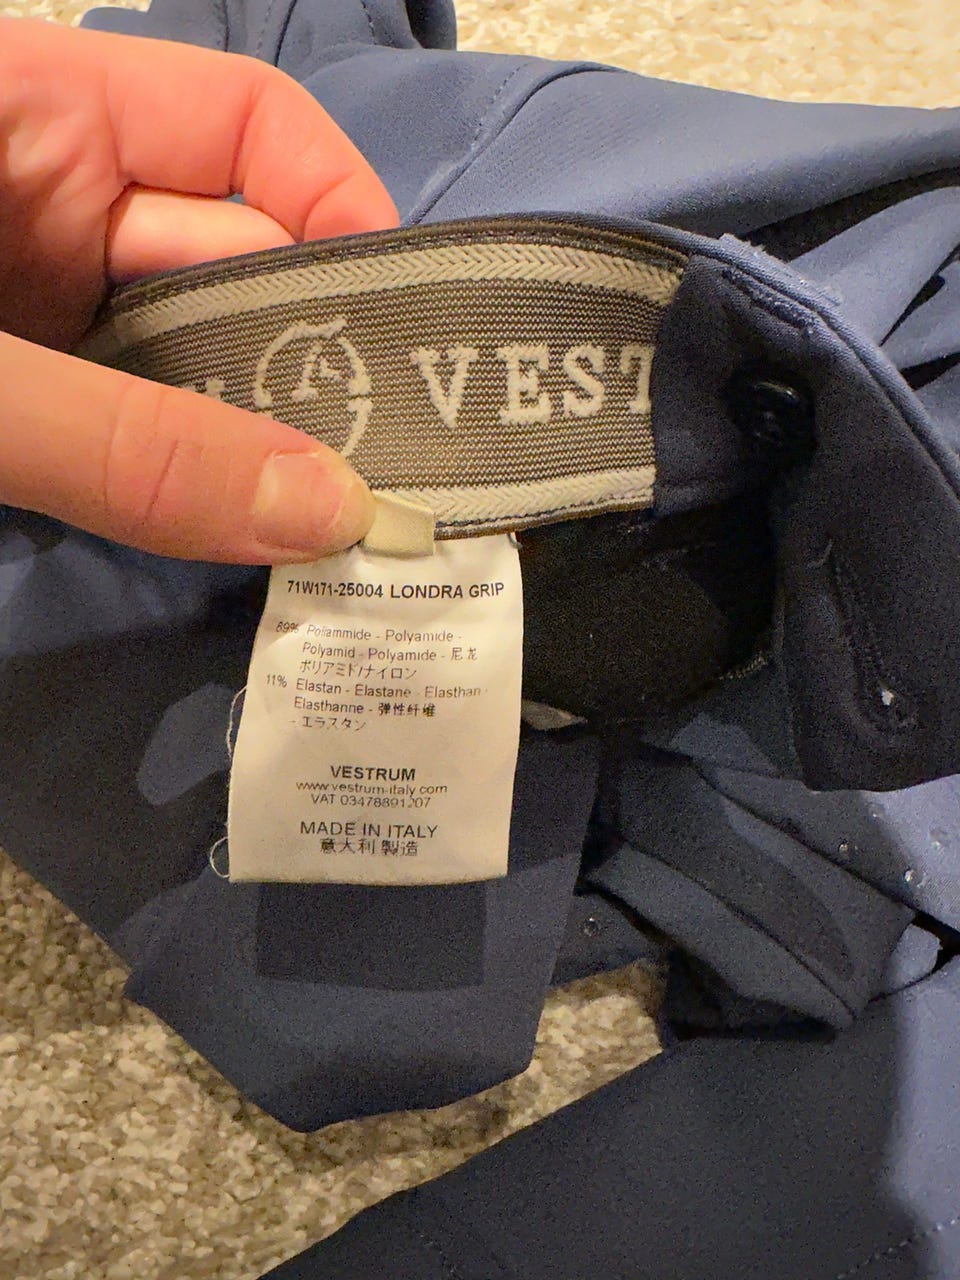 VEST
71W171-25004 LONDRA GRIP
89% Poliammide - Polyamide -
Polyamid - Polyamide - 尼龙
ポリアミド/ナイロン
11% Elastan - Elastane - Elasthan -
Elasthanne - 弹性纤维
- エラスタン
VESTRUM
www.vestrum-italy.com
VAT 03478891207
MADE IN ITALY
意大利製造